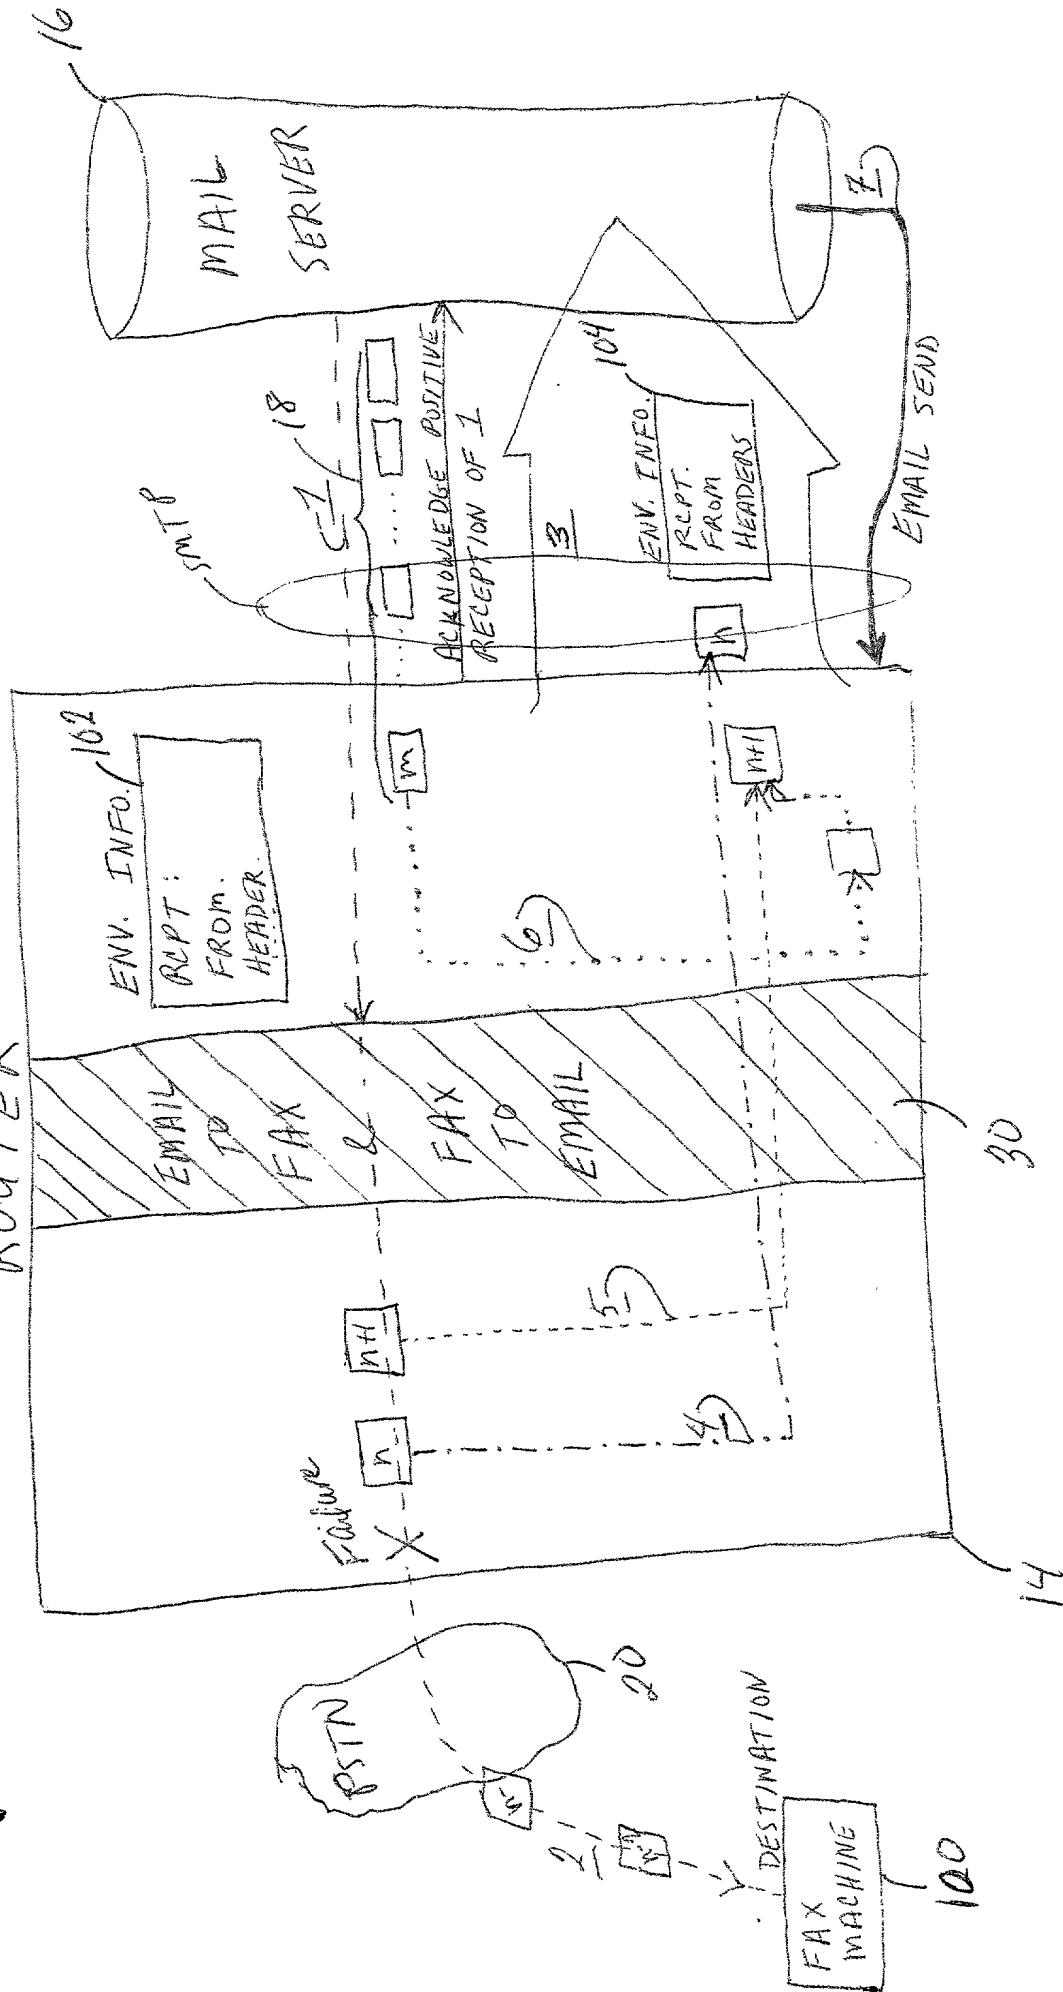 ROUTER
16
MAIL
SERVER
ENV. INFO.
102
RCPT:
FROM.
HEADER.
SMTP
1
18
ACKNOWLEDGE POSITIVE
RECEPTION OF 1
m
3
ENV. INFO.
104
RCPT.
FROM
HEADERS
n
n+1
6
7
EMAIL SEND
EMAIL
TO
FAX
&
FAX
TO
EMAIL
30
n+1
n
Failure
X
5
4
14
PSTN
20
2
DESTINATION
FAX
MACHINE
100